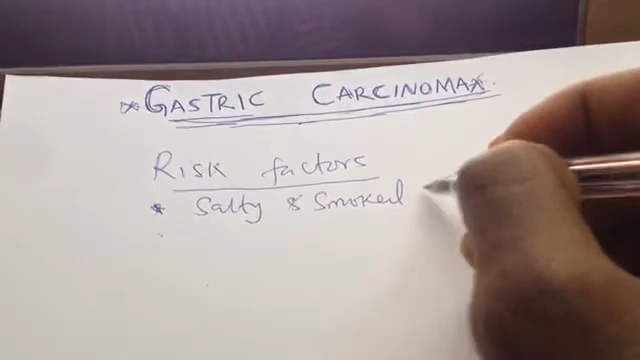 *GASTRIC CARCINOMA*.
Risk factors
* Salty & Smoked